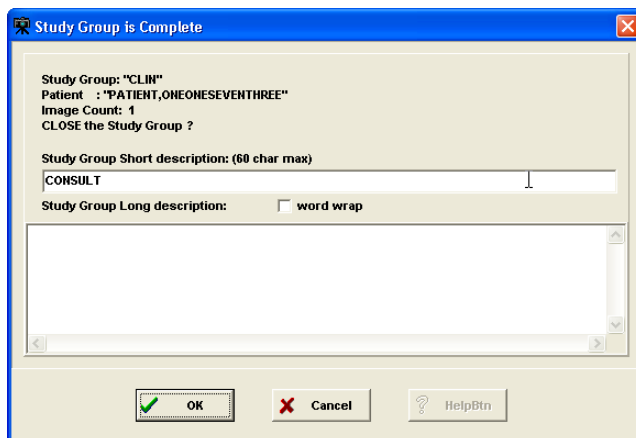 Study Group is Complete
Study Group: "CLIN"
Patient : "PATIENT,ONEONESEVENTHREE"
Image Count: 1
CLOSE the Study Group ?
Study Group Short description: (60 char max)
CONSULT
Study Group Long description: word wrap
OK Cancel HelpBtn